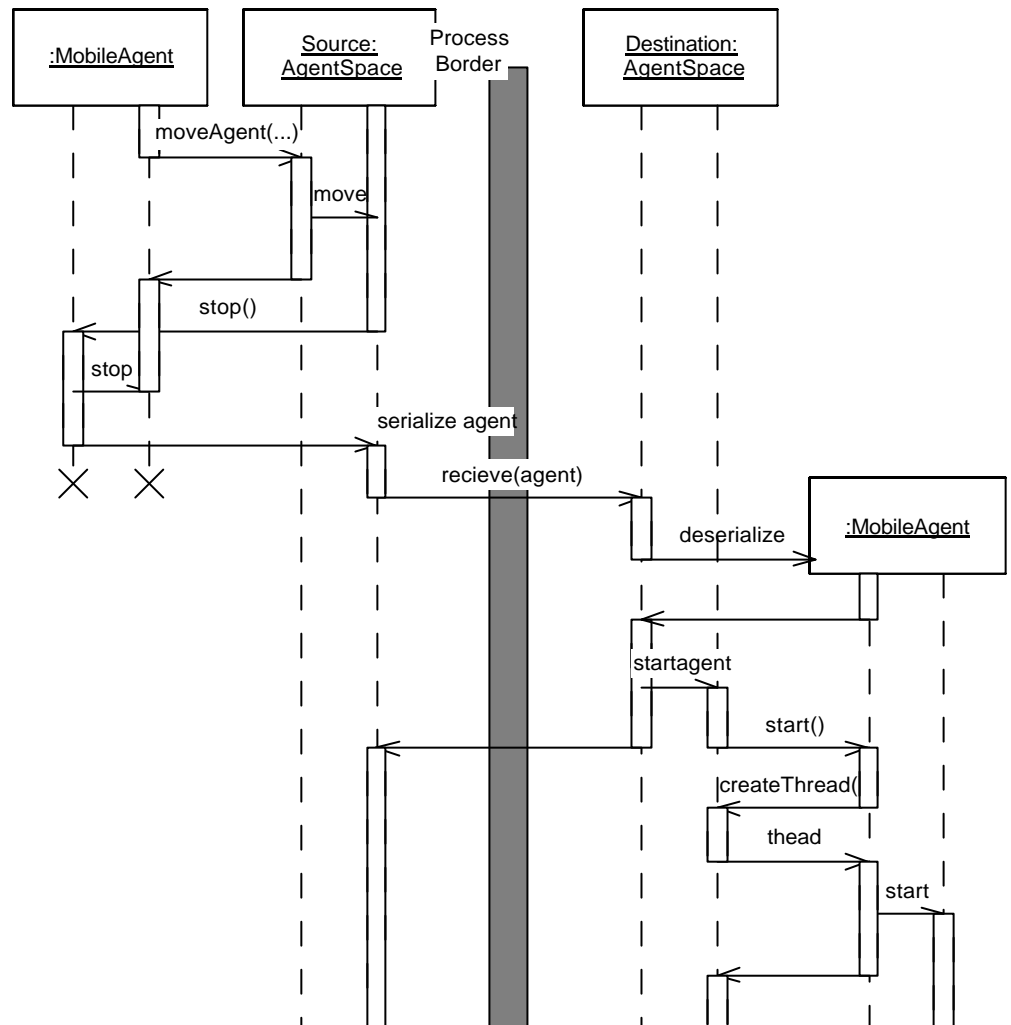 :MobileAgent
Source:
AgentSpace
Process
Border
Destination:
AgentSpace
moveAgent(...)
move
stop()
stop
serialize agent
recieve(agent)
deserialize
:MobileAgent
startagent
start()
createThread(
thead
start